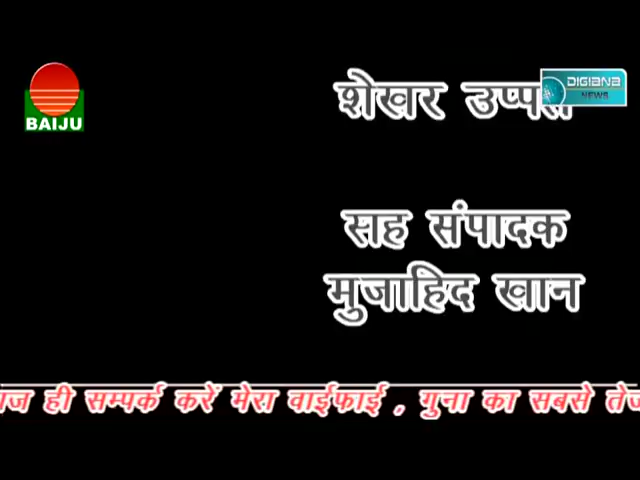 शेखर
DIGIANA
NEWS
BAIJU
सह संपादक
मुजाहिद खान
ही सम्पर्क करें मेरा वाईफाई , गुना का सबसे